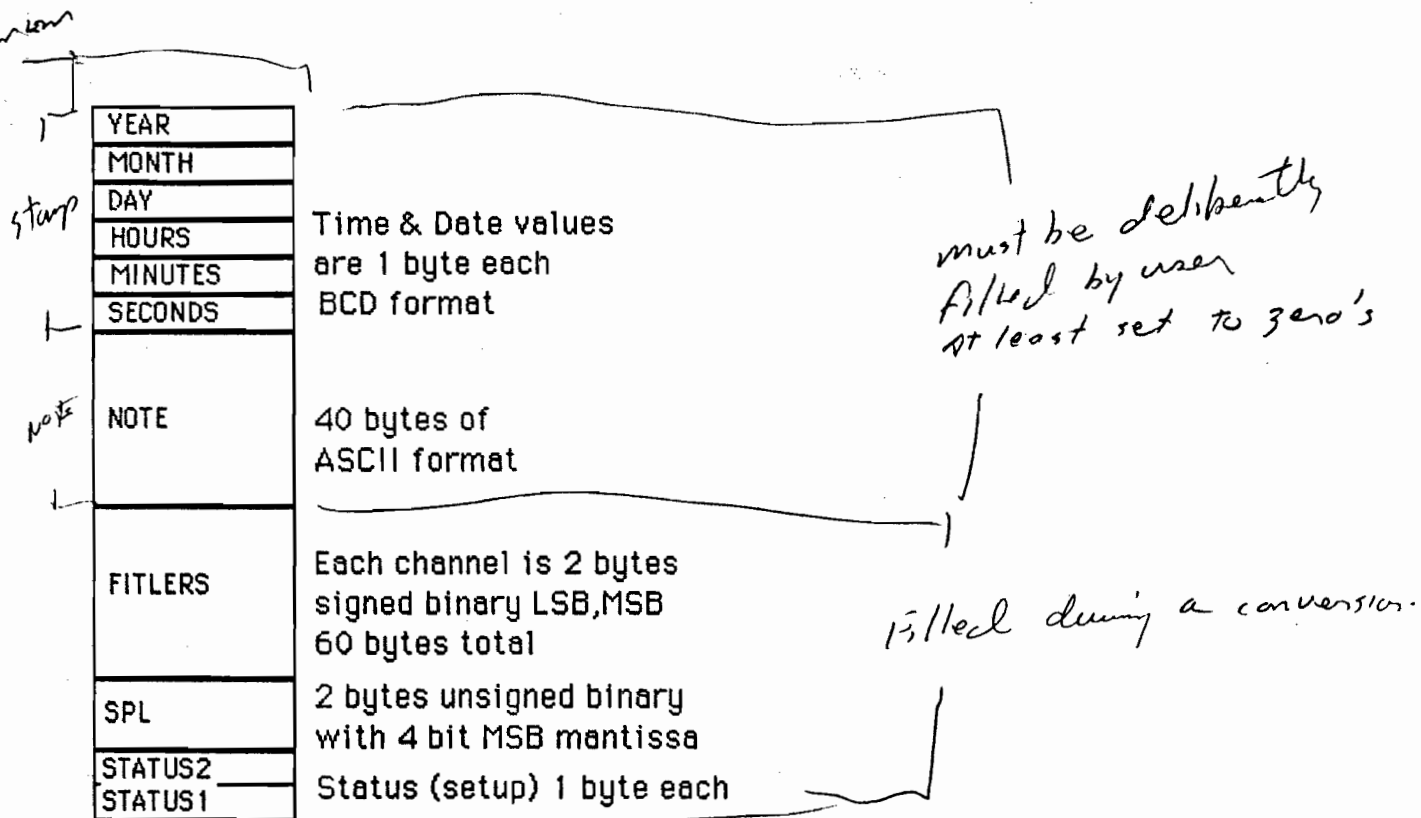 YEAR
MONTH
DAY
HOURS
MINUTES
SECONDS
stamp
Time & Date values
are 1 byte each
BCD format
must be deliberately
filled by user
At least set to zero's
Note
NOTE
40 bytes of
ASCII format
FITLERS
Each channel is 2 bytes
signed binary LSB,MSB
60 bytes total
Filled during a conversion.
SPL
2 bytes unsigned binary
with 4 bit MSB mantissa
STATUS2
STATUS1
Status (setup) 1 byte each